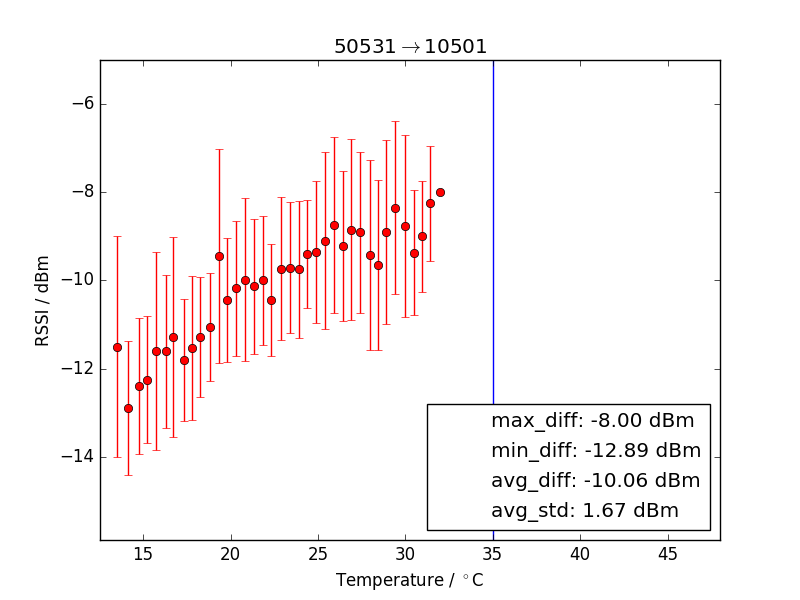 50531→10501
−6
−8
−10
−12
−14
RSSI / dBm
max_diff: -8.00 dBm
min_diff: -12.89 dBm
avg_diff: -10.06 dBm
avg_std: 1.67 dBm
15 20 25 30 35 40 45
Temperature / °C